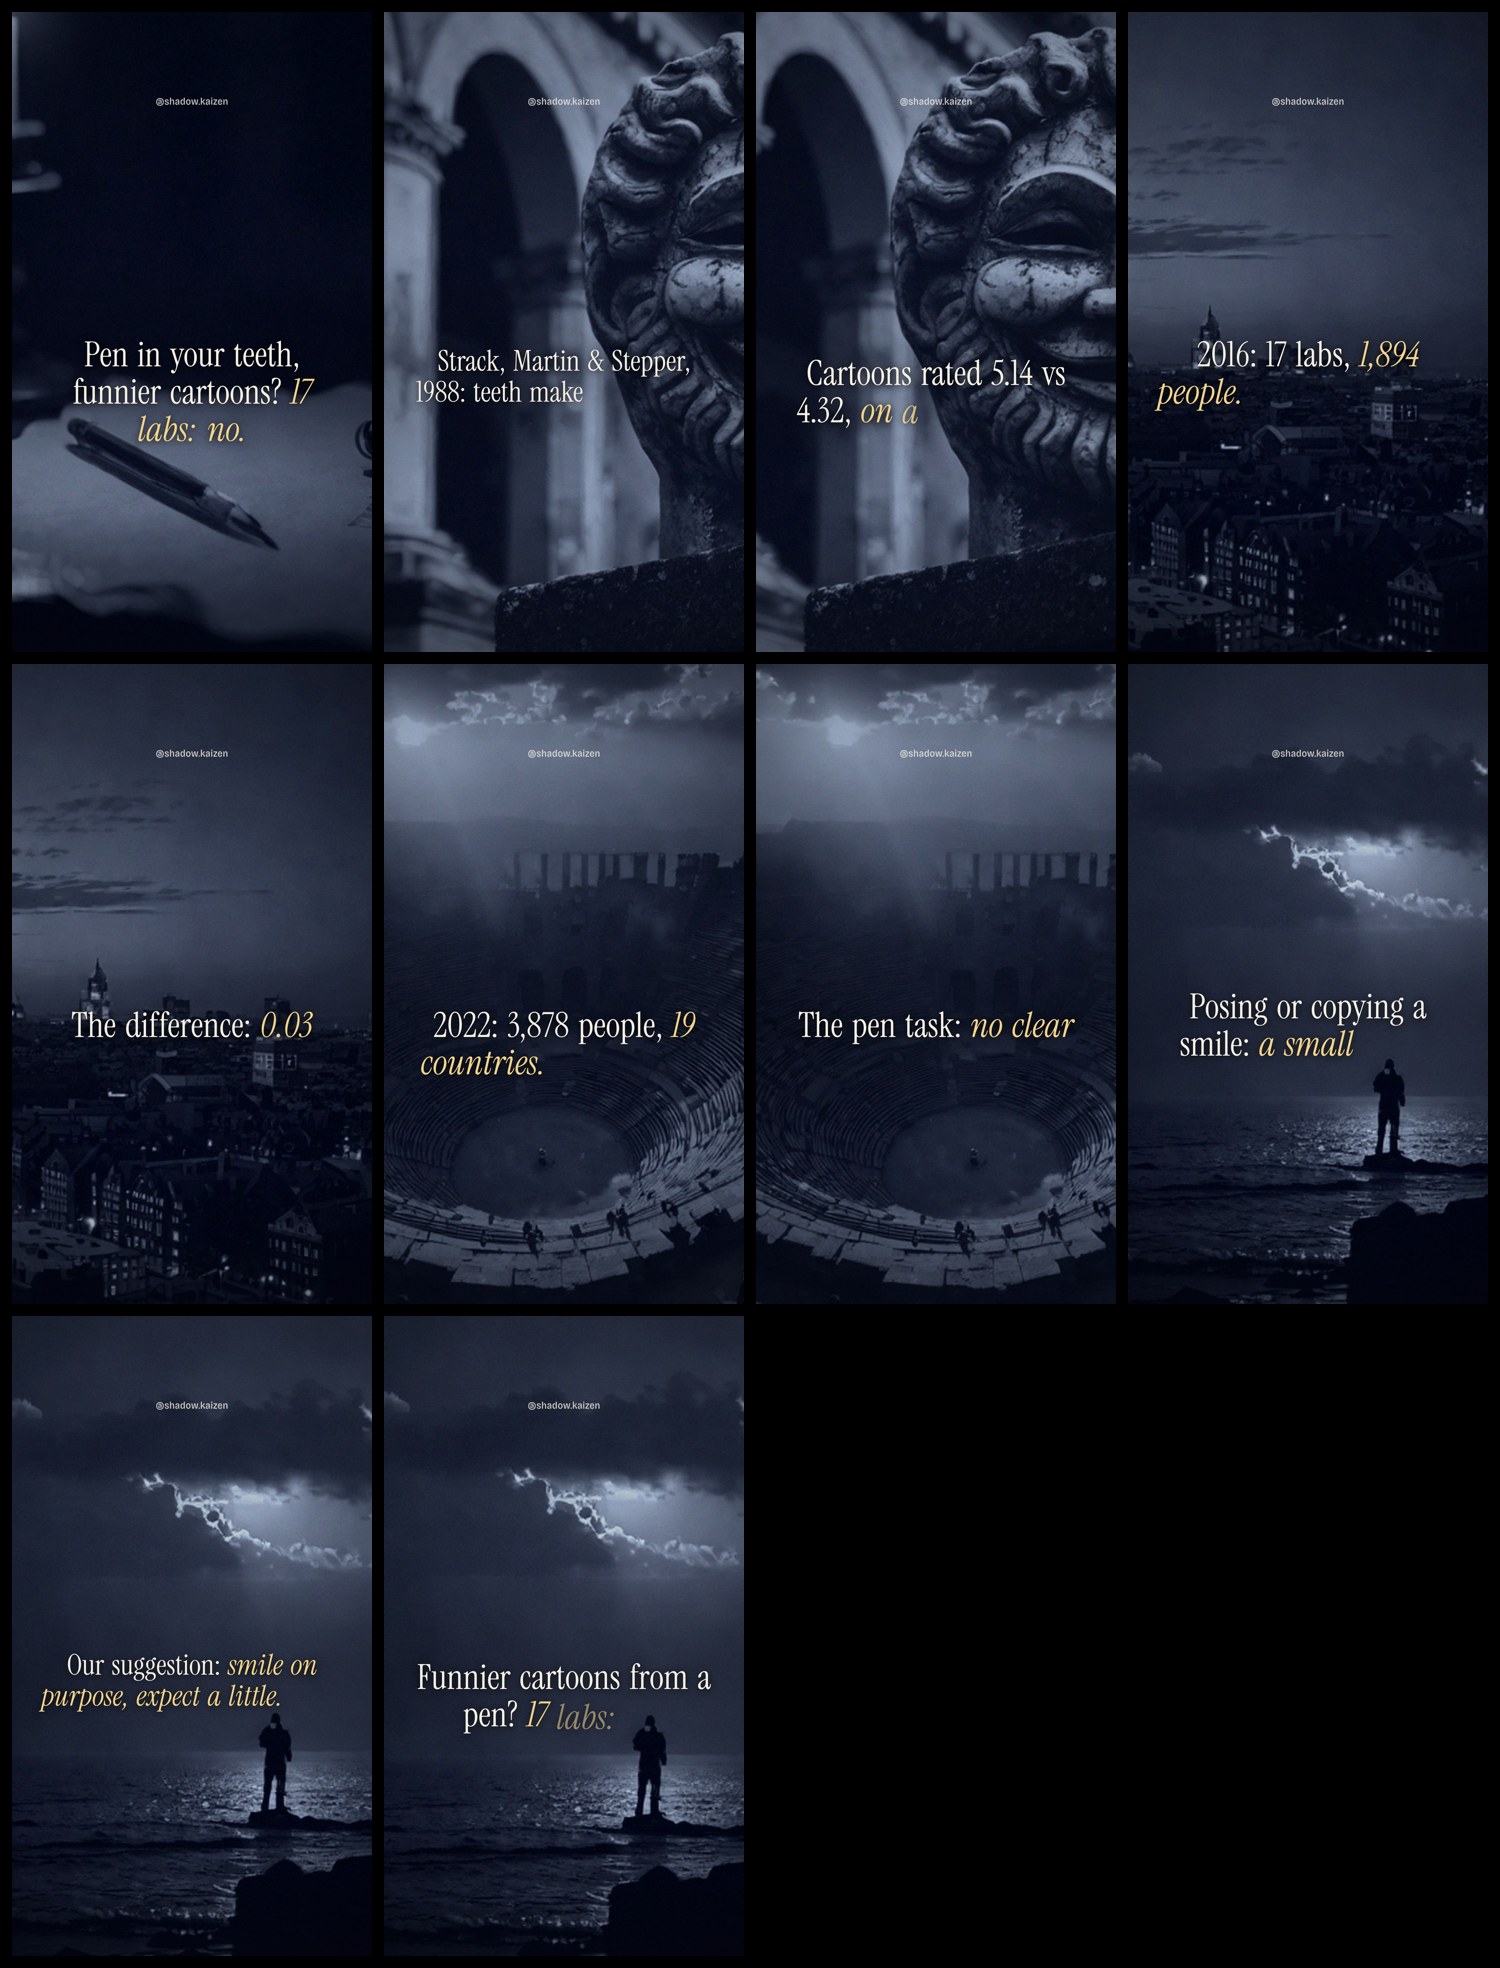 @shadow.kaizen
Pen in your teeth,
funnier cartoons? 17
labs: no.
@shadow.kaizen
Strack, Martin & Stepper,
1988: teeth make
@shadow.kaizen
Cartoons rated 5.14 vs
4.32, on a
@shadow.kaizen
2016: 17 labs, 1,894
people.
@shadow.kaizen
The difference: 0.03
@shadow.kaizen
2022: 3,878 people, 19
countries.
@shadow.kaizen
The pen task: no clear
@shadow.kaizen
Posing or copying a
smile: a small
@shadow.kaizen
Our suggestion: smile on
purpose, expect a little.
@shadow.kaizen
Funnier cartoons from a
pen? 17 labs: